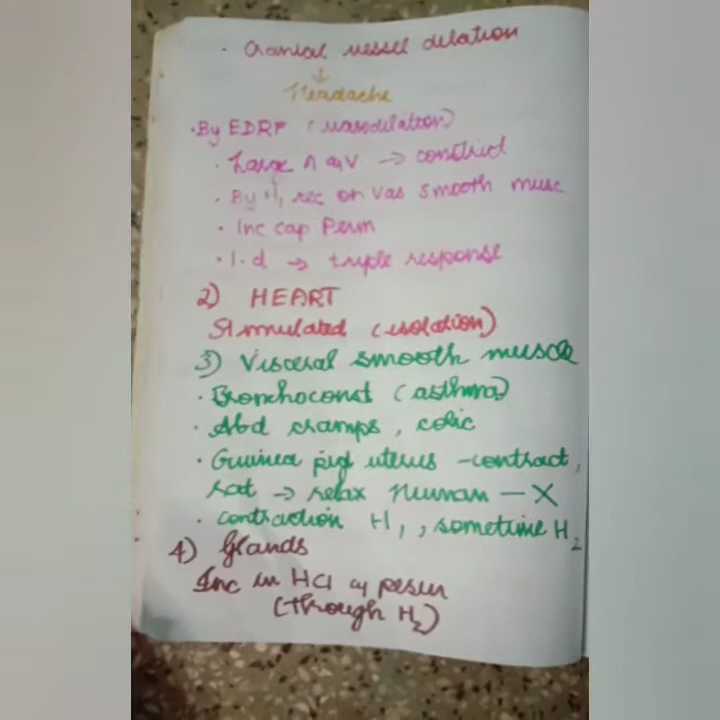 · Cranial vessel dilation
↓
Headache
· By EDRF (vasodilation)
· Large A & V → constrict
· By H₁ rec on Vas smooth musc
· Inc cap Perm
· I.d → triple response
2) HEART
Stimulated (isolation)
3) Visceral smooth muscle
· Bronchoconst (asthma)
· Abd cramps, colic
· Guinea pig uterus - contract,
rat → relax Human - X
· contraction H₁, sometime H₂
4) Glands
Inc in HCl & pepsin
(through H₂)